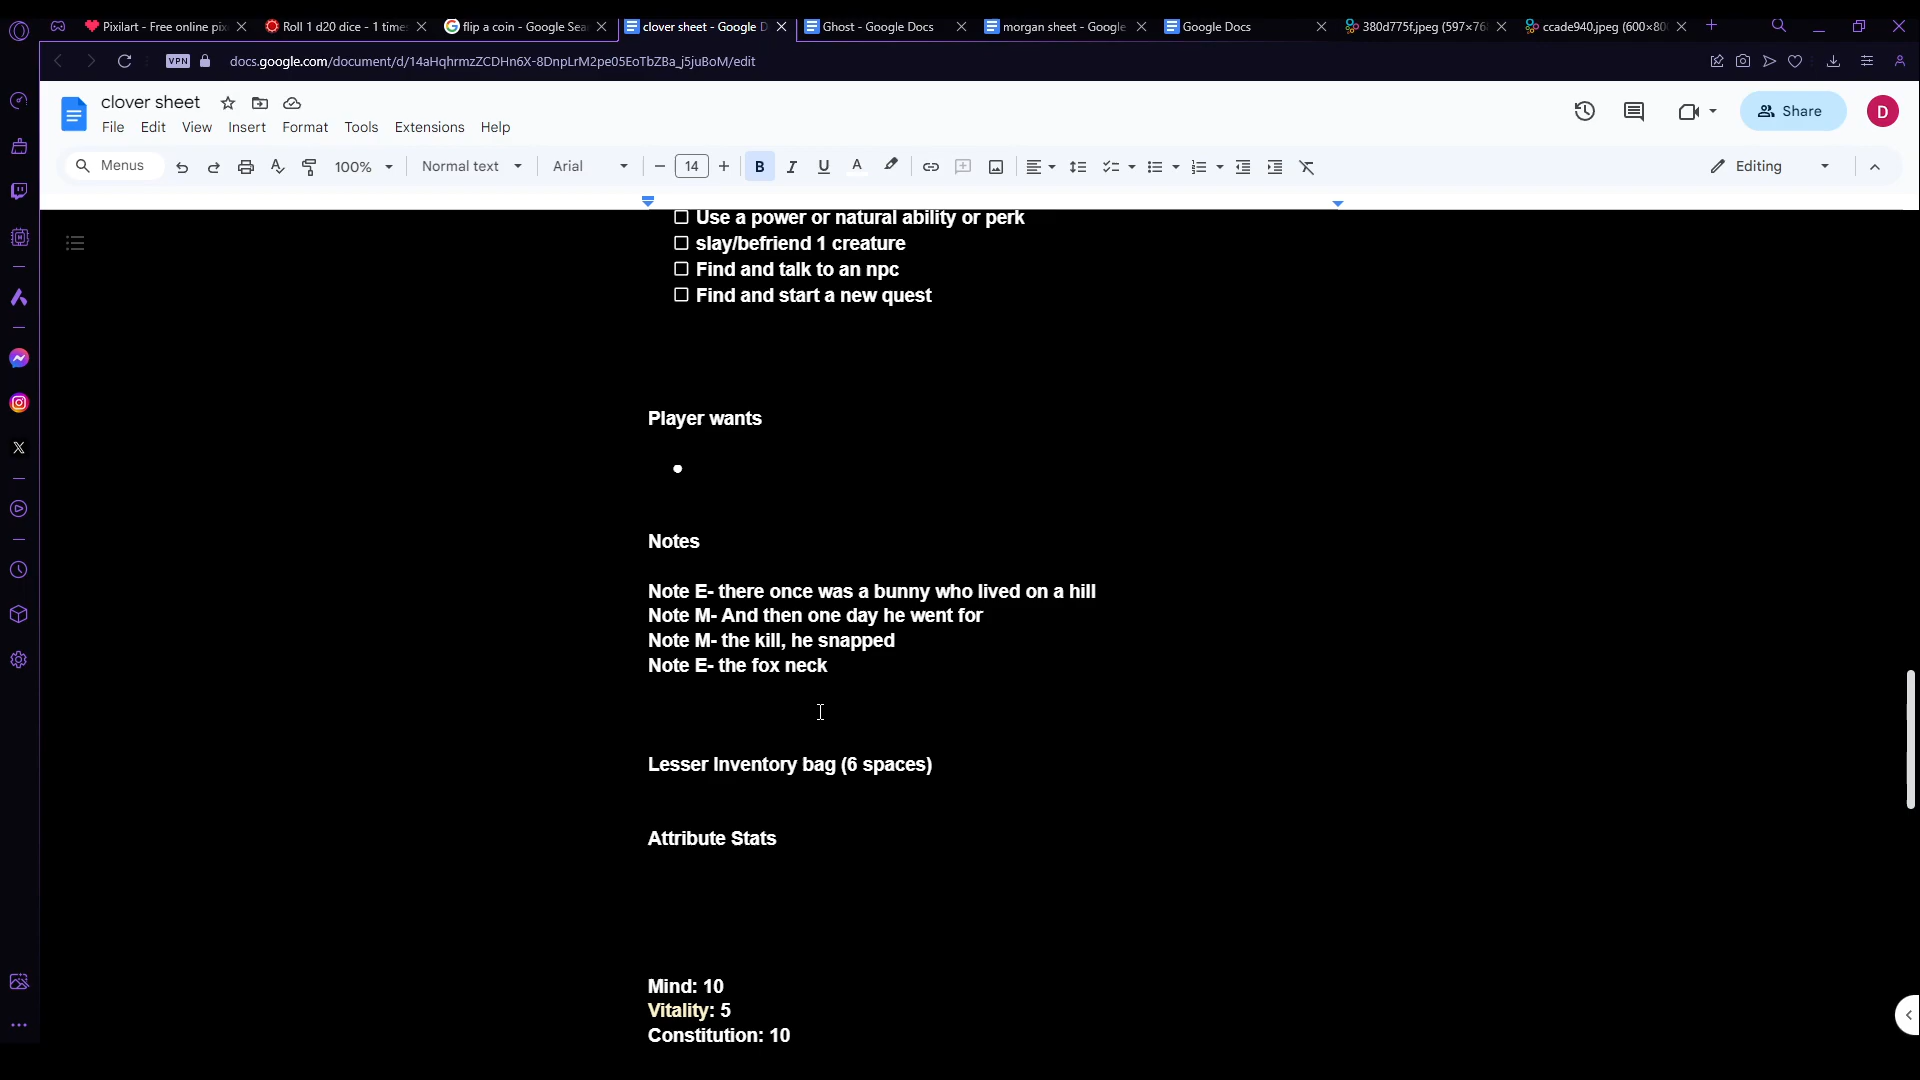 Pixilart - Free online pix
Roll 1 d20 dice - 1 times
flip a coin - Google Sea
clover sheet - Google D
Ghost - Google Docs
morgan sheet - Google
Google Docs
380d775f.jpeg (597×76
ccade940.jpeg (600×80
VPN
docs.google.com/document/d/14aHqhrmzZCDHn6X-8DnpLrM2pe05EoTbZBa_j5juBoM/edit
clover sheet
File Edit View Insert Format Tools Extensions Help
Share
D
Menus
100%
Normal text
Arial
14
B I U A
Editing
Use a power or natural ability or perk
slay/befriend 1 creature
Find and talk to an npc
Find and start a new quest
Player wants
Notes
Note E- there once was a bunny who lived on a hill
Note M- And then one day he went for
Note M- the kill, he snapped
Note E- the fox neck
Lesser Inventory bag (6 spaces)
Attribute Stats
Mind: 10
Vitality: 5
Constitution: 10